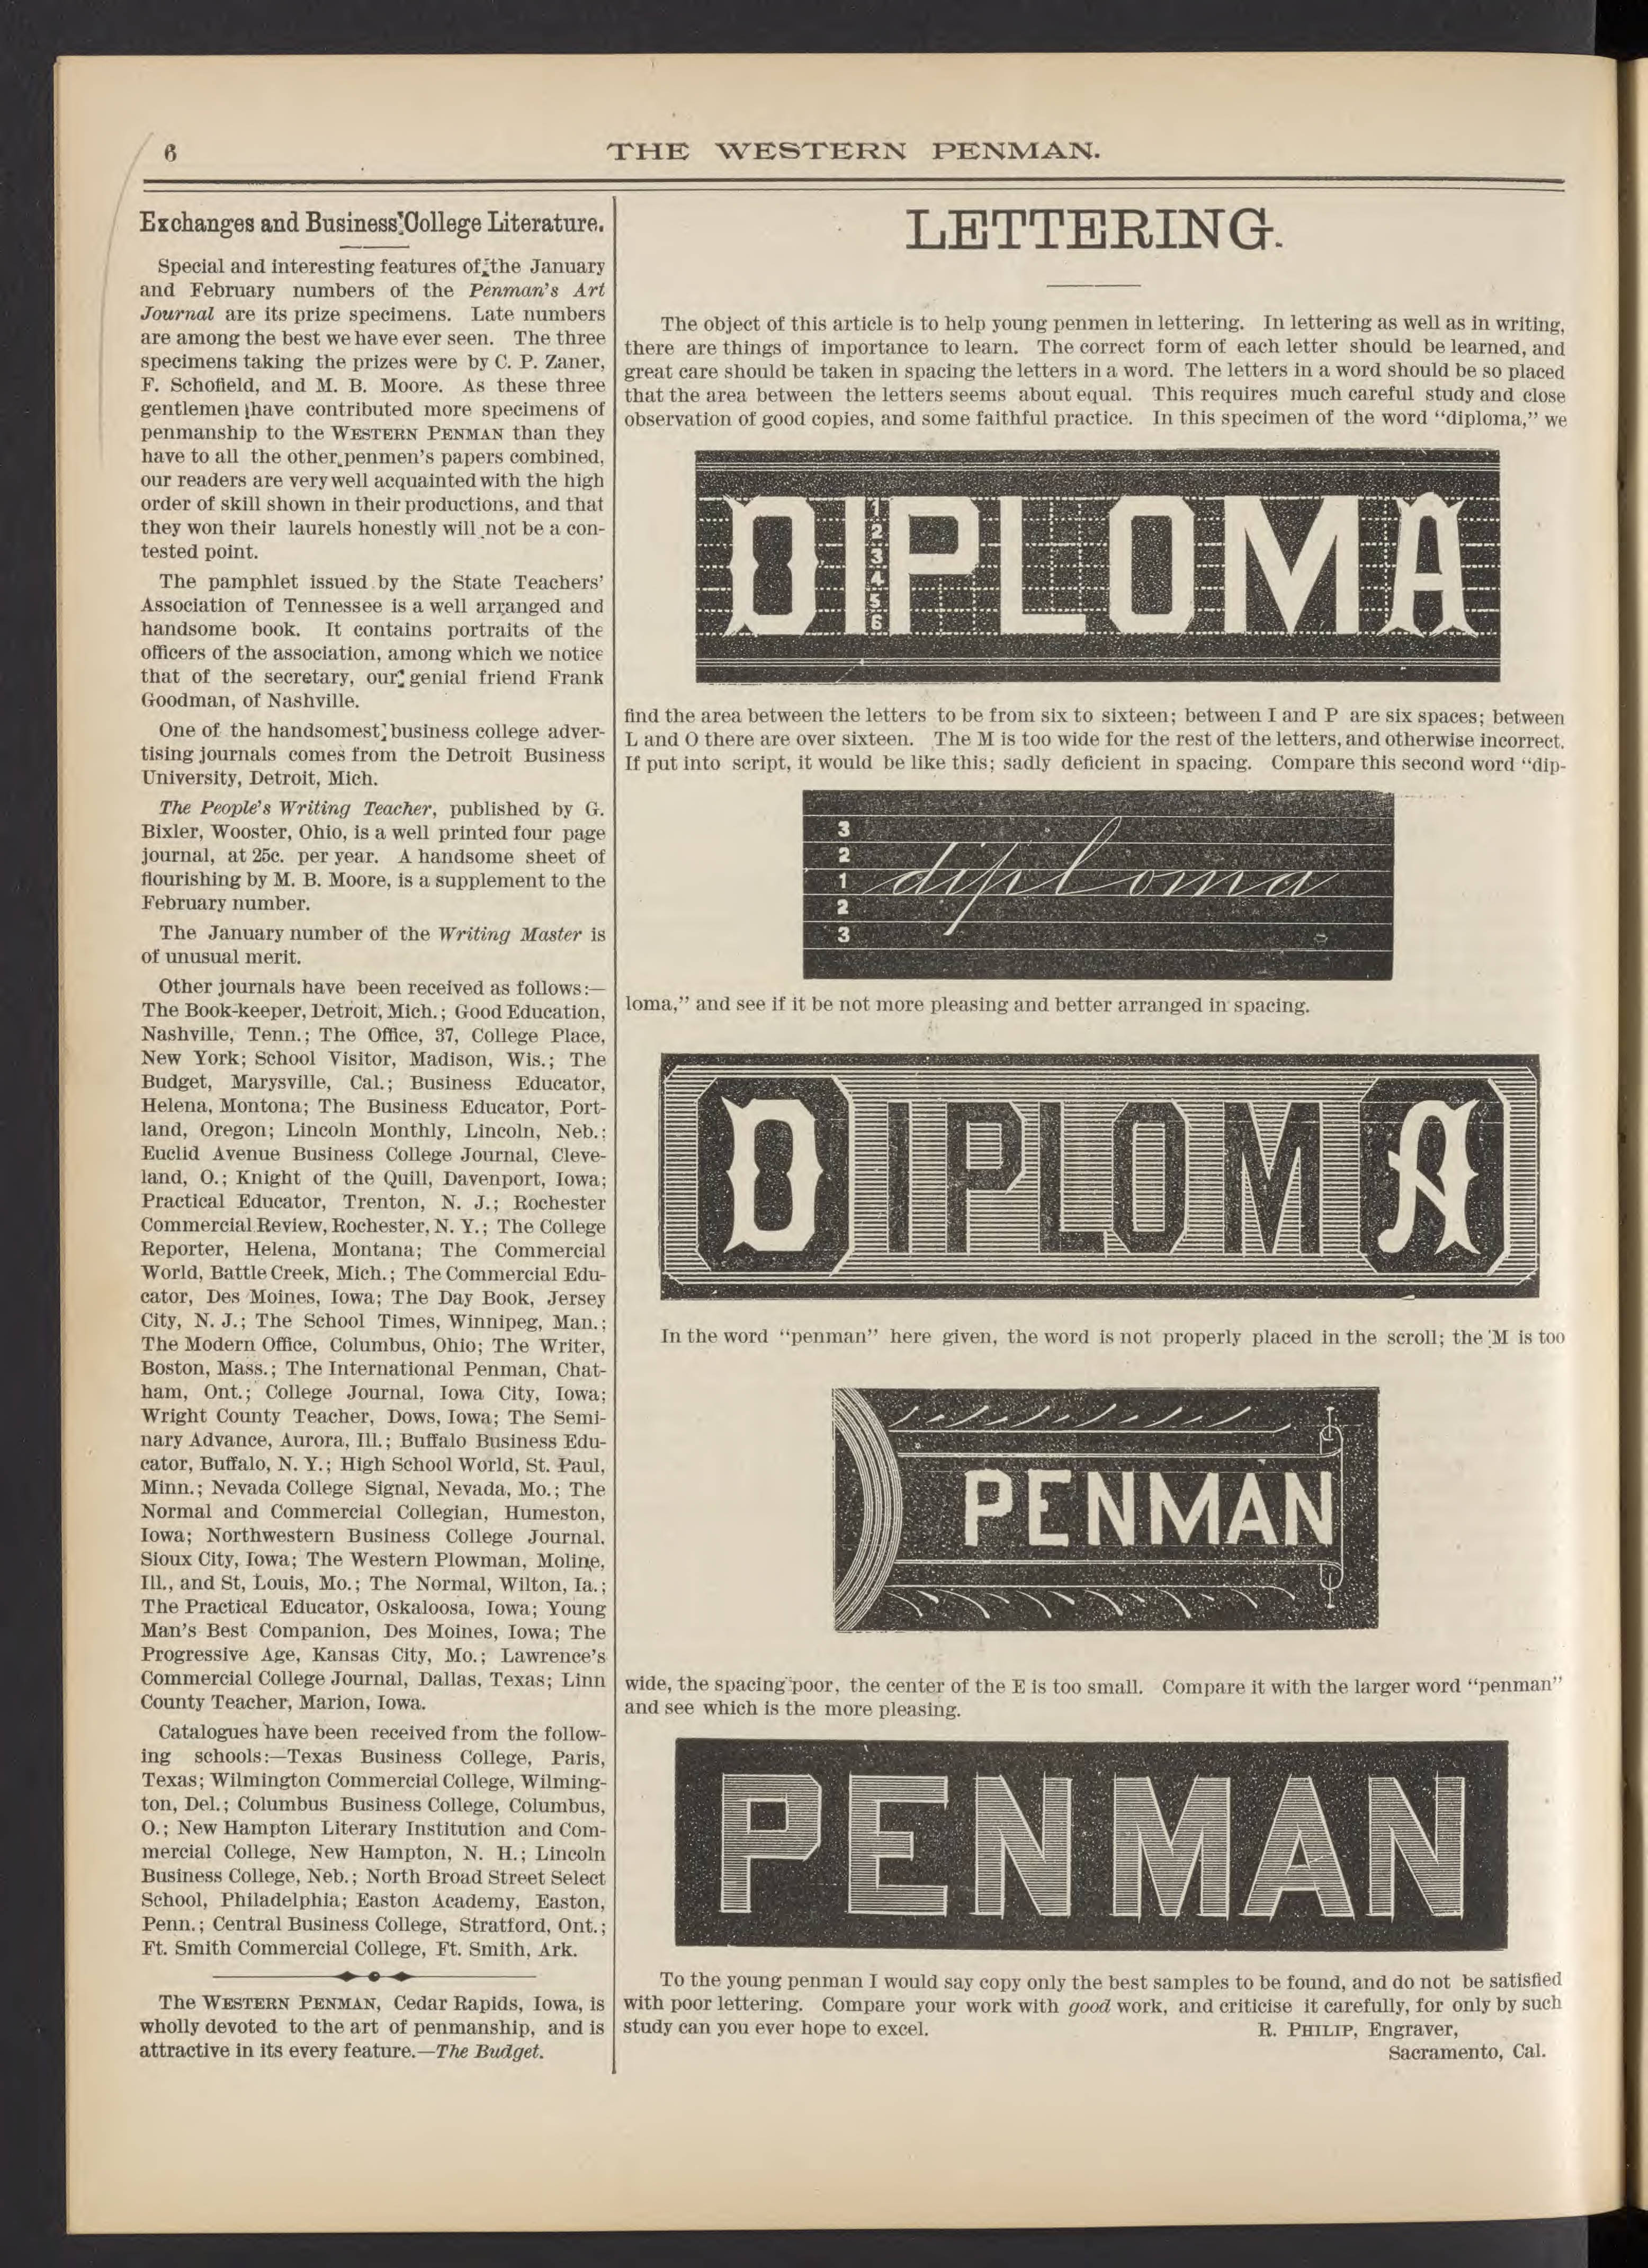 6
THE WESTERN PENMAN.
Exchanges and Business College Literature.
Special and interesting features of the January
and February numbers of the Penman's Art
Journal are its prize specimens. Late numbers
are among the best we have ever seen. The three
specimens taking the prizes were by C. P. Zaner,
F. Schofield, and M. B. Moore. As these three
gentlemen have contributed more specimens of
penmanship to the WESTERN PENMAN than they
have to all the other penmen's papers combined,
our readers are very well acquainted with the high
order of skill shown in their productions, and that
they won their laurels honestly will not be a con-
tested point.
The pamphlet issued by the State Teachers'
Association of Tennessee is a well arranged and
handsome book. It contains portraits of the
officers of the association, among which we notice
that of the secretary, our genial friend Frank
Goodman, of Nashville.
One of the handsomest business college adver-
tising journals comes from the Detroit Business
University, Detroit, Mich.
The People's Writing Teacher, published by G.
Bixler, Wooster, Ohio, is a well printed four page
journal, at 25c. per year. A handsome sheet of
flourishing by M. B. Moore, is a supplement to the
February number.
The January number of the Writing Master is
of unusual merit.
Other journals have been received as follows:—
The Book-keeper, Detroit, Mich.; Good Education,
Nashville, Tenn.; The Office, 37, College Place,
New York; School Visitor, Madison, Wis.; The
Budget, Marysville, Cal.; Business Educator,
Helena, Montona; The Business Educator, Port-
land, Oregon; Lincoln Monthly, Lincoln, Neb.;
Euclid Avenue Business College Journal, Cleve-
land, O.; Knight of the Quill, Davenport, Iowa;
Practical Educator, Trenton, N. J.; Rochester
Commercial Review, Rochester, N. Y.; The College
Reporter, Helena, Montana; The Commercial
World, Battle Creek, Mich.; The Commercial Edu-
cator, Des Moines, Iowa; The Day Book, Jersey
City, N. J.; The School Times, Winnipeg, Man.;
The Modern Office, Columbus, Ohio; The Writer,
Boston, Mass.; The International Penman, Chat-
ham, Ont.; College Journal, Iowa City, Iowa;
Wright County Teacher, Dows, Iowa; The Semi-
nary Advance, Aurora, Ill.; Buffalo Business Edu-
cator, Buffalo, N. Y.; High School World, St. Paul,
Minn.; Nevada College Signal, Nevada, Mo.; The
Normal and Commercial Collegian, Humeston,
Iowa; Northwestern Business College Journal.
Sioux City, Iowa; The Western Plowman, Moline,
Ill., and St, Louis, Mo.; The Normal, Wilton, Ia.;
The Practical Educator, Oskaloosa, Iowa; Young
Man's Best Companion, Des Moines, Iowa; The
Progressive Age, Kansas City, Mo.; Lawrence's
Commercial College Journal, Dallas, Texas; Linn
County Teacher, Marion, Iowa.
Catalogues have been received from the follow-
ing schools:—Texas Business College, Paris,
Texas; Wilmington Commercial College, Wilming-
ton, Del.; Columbus Business College, Columbus,
O.; New Hampton Literary Institution and Com-
mercial College, New Hampton, N. H.; Lincoln
Business College, Neb.; North Broad Street Select
School, Philadelphia; Easton Academy, Easton,
Penn.; Central Business College, Stratford, Ont.;
Ft. Smith Commercial College, Ft. Smith, Ark.
The WESTERN PENMAN, Cedar Rapids, Iowa, is
wholly devoted to the art of penmanship, and is
attractive in its every feature.—The Budget.
LETTERING.
The object of this article is to help young penmen in lettering. In lettering as well as in writing,
there are things of importance to learn. The correct form of each letter should be learned, and
great care should be taken in spacing the letters in a word. The letters in a word should be so placed
that the area between the letters seems about equal. This requires much careful study and close
observation of good copies, and some faithful practice. In this specimen of the word "diploma," we
DIPLOMA
1
2
3
4
5
6
find the area between the letters to be from six to sixteen; between I and P are six spaces; between
L and O there are over sixteen. The M is too wide for the rest of the letters, and otherwise incorrect.
If put into script, it would be like this; sadly deficient in spacing. Compare this second word "dip-
3
2
1 diploma
2
3
loma," and see if it be not more pleasing and better arranged in spacing.
DIPLOMA
In the word "penman" here given, the word is not properly placed in the scroll; the M is too
PENMAN
wide, the spacing poor, the center of the E is too small. Compare it with the larger word "penman"
and see which is the more pleasing.
PENMAN
To the young penman I would say copy only the best samples to be found, and do not be satisfied
with poor lettering. Compare your work with good work, and criticise it carefully, for only by such
study can you ever hope to excel. R. PHILIP, Engraver,
Sacramento, Cal.